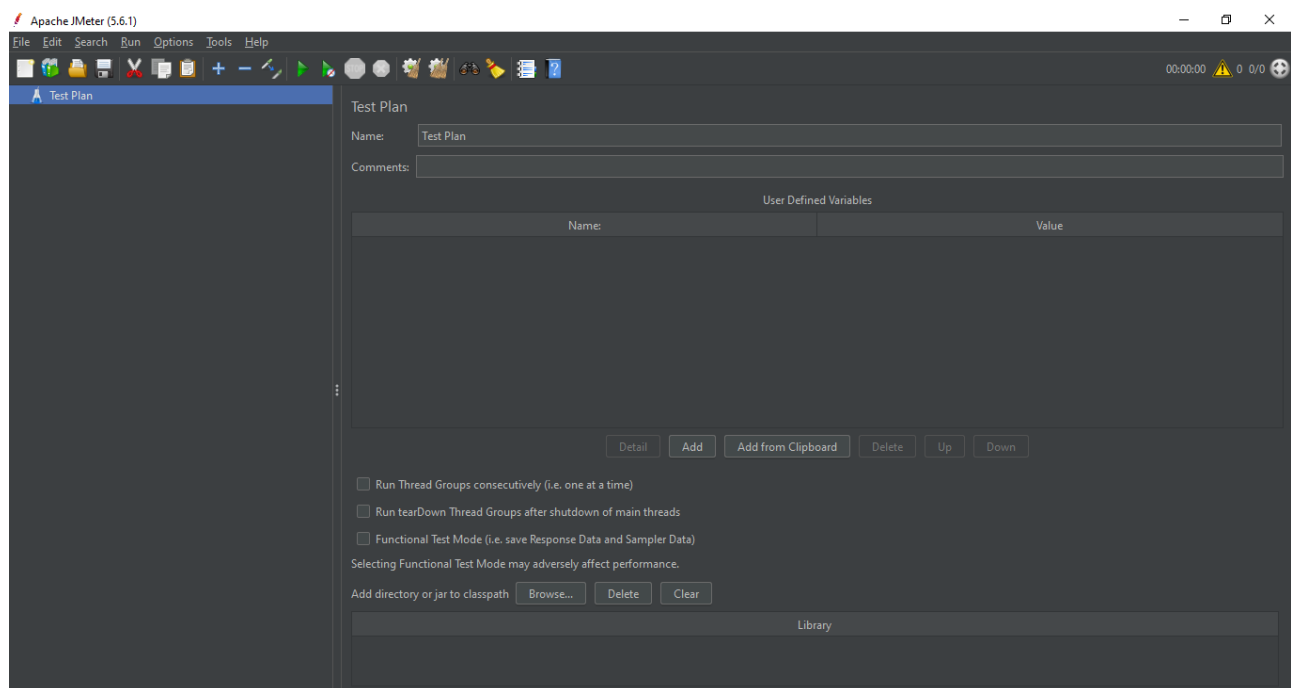 Apache JMeter (5.6.1)
File Edit Search Run Options Tools Help
00:00:00 0 0/0
Test Plan
Test Plan
Name: Test Plan
Comments:
User Defined Variables
Name: Value
Detail Add Add from Clipboard Delete Up Down
Run Thread Groups consecutively (i.e. one at a time)
Run tearDown Thread Groups after shutdown of main threads
Functional Test Mode (i.e. save Response Data and Sampler Data)
Selecting Functional Test Mode may adversely affect performance.
Add directory or jar to classpath Browse... Delete Clear
Library